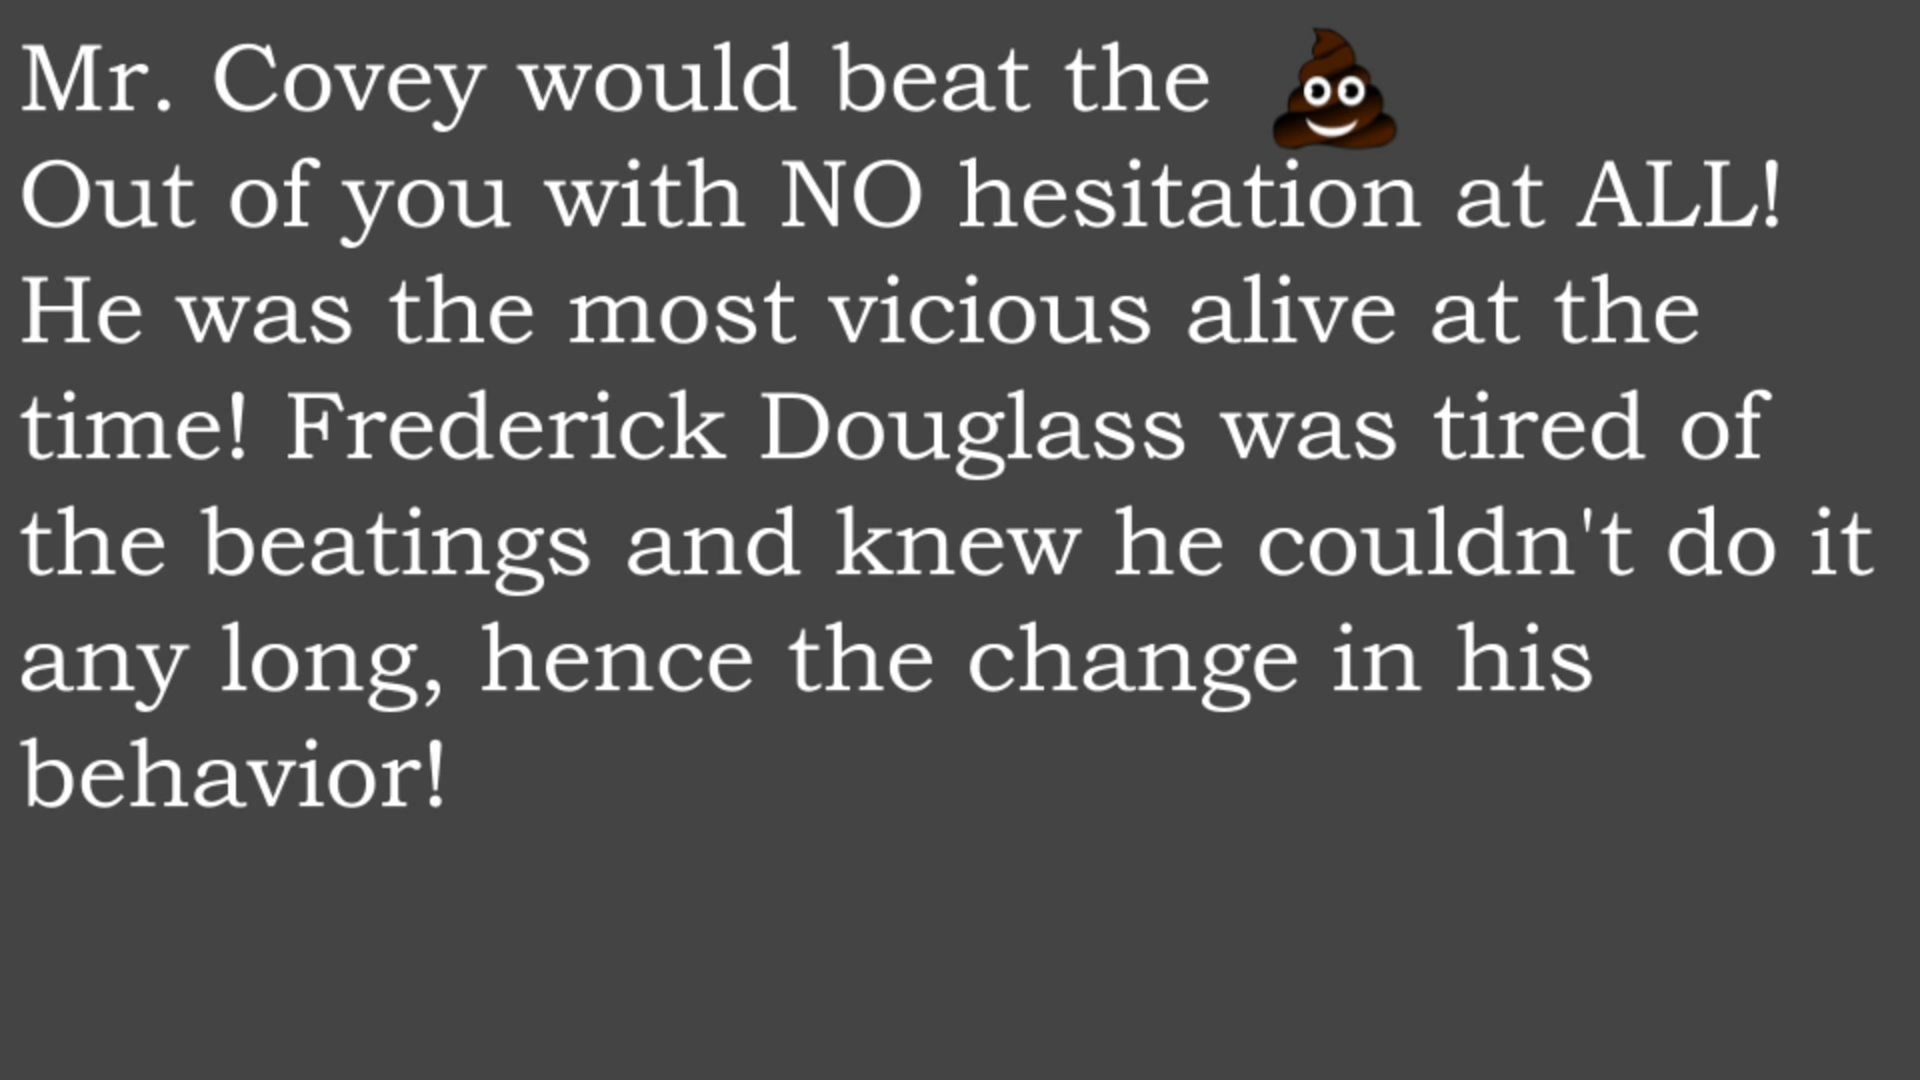 Mr. Covey would beat the 💩
Out of you with NO hesitation at ALL!
He was the most vicious alive at the
time! Frederick Douglass was tired of
the beatings and knew he couldn't do it
any long, hence the change in his
behavior!